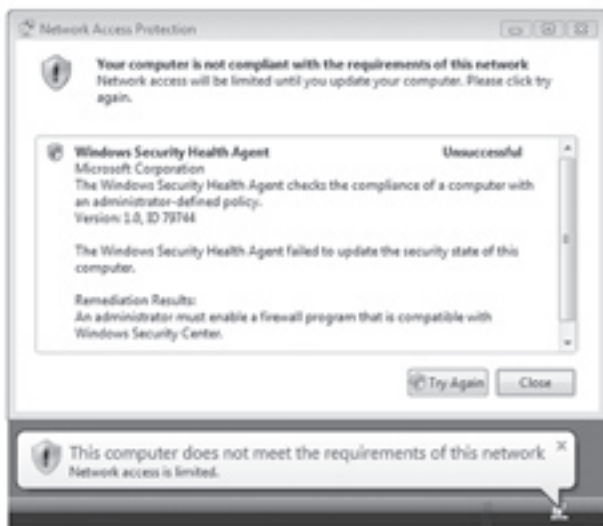 Network Access Protection
Your computer is not compliant with the requirements of this network
Network access will be limited until you update your computer. Please click try
again.
Windows Security Health Agent Unsuccessful
Microsoft Corporation
The Windows Security Health Agent checks the compliance of a computer with
an administrator-defined policy.
Version: 1.0, ID 79744
The Windows Security Health Agent failed to update the security state of this
computer.
Remediation Results:
An administrator must enable a firewall program that is compatible with
Windows Security Center.
Try Again Close
This computer does not meet the requirements of this network
Network access is limited.